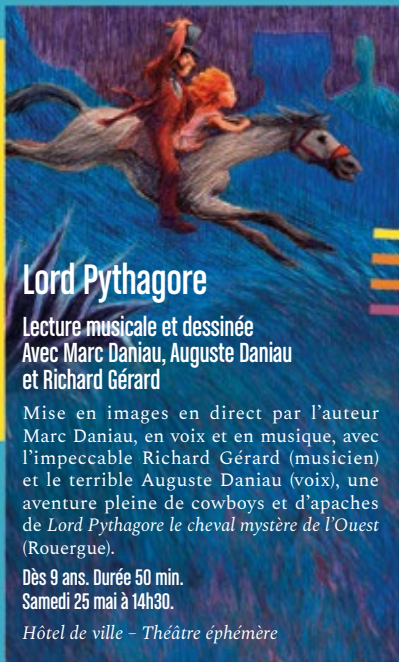 Lord Pythagore
Lecture musicale et dessinée
Avec Marc Daniau, Auguste Daniau
et Richard Gérard
Mise en images en direct par l’auteur
Marc Daniau, en voix et en musique, avec
l’impeccable Richard Gérard (musicien)
et le terrible Auguste Daniau (voix), une
aventure pleine de cowboys et d’apaches
de Lord Pythagore le cheval mystère de l’Ouest
(Rouergue).
Dès 9 ans. Durée 50 min.
Samedi 25 mai à 14h30.
Hôtel de ville – Théâtre éphémère